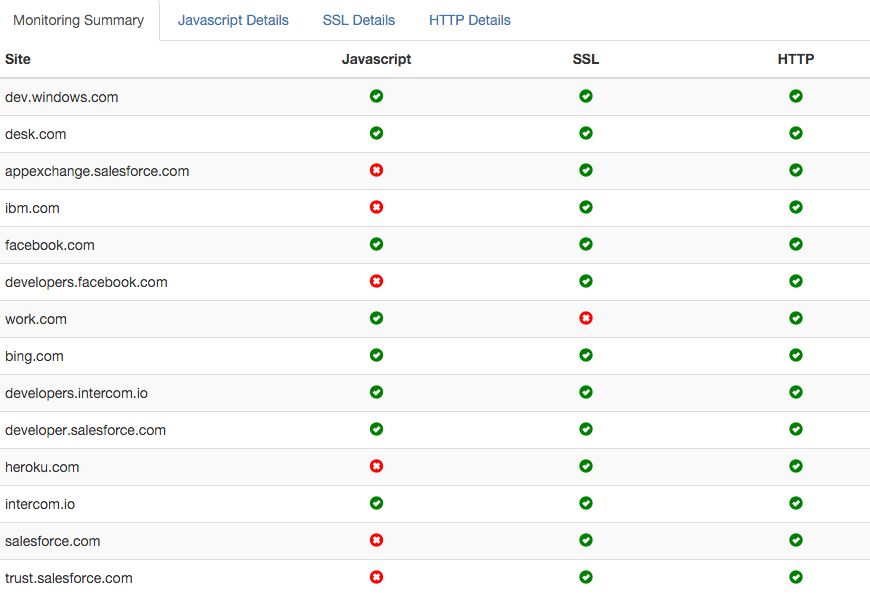 Monitoring Summary Javascript Details SSL Details HTTP Details
Site Javascript SSL HTTP
dev.windows.com
desk.com
appexchange.salesforce.com
ibm.com
facebook.com
developers.facebook.com
work.com
bing.com
developers.intercom.io
developer.salesforce.com
heroku.com
intercom.io
salesforce.com
trust.salesforce.com